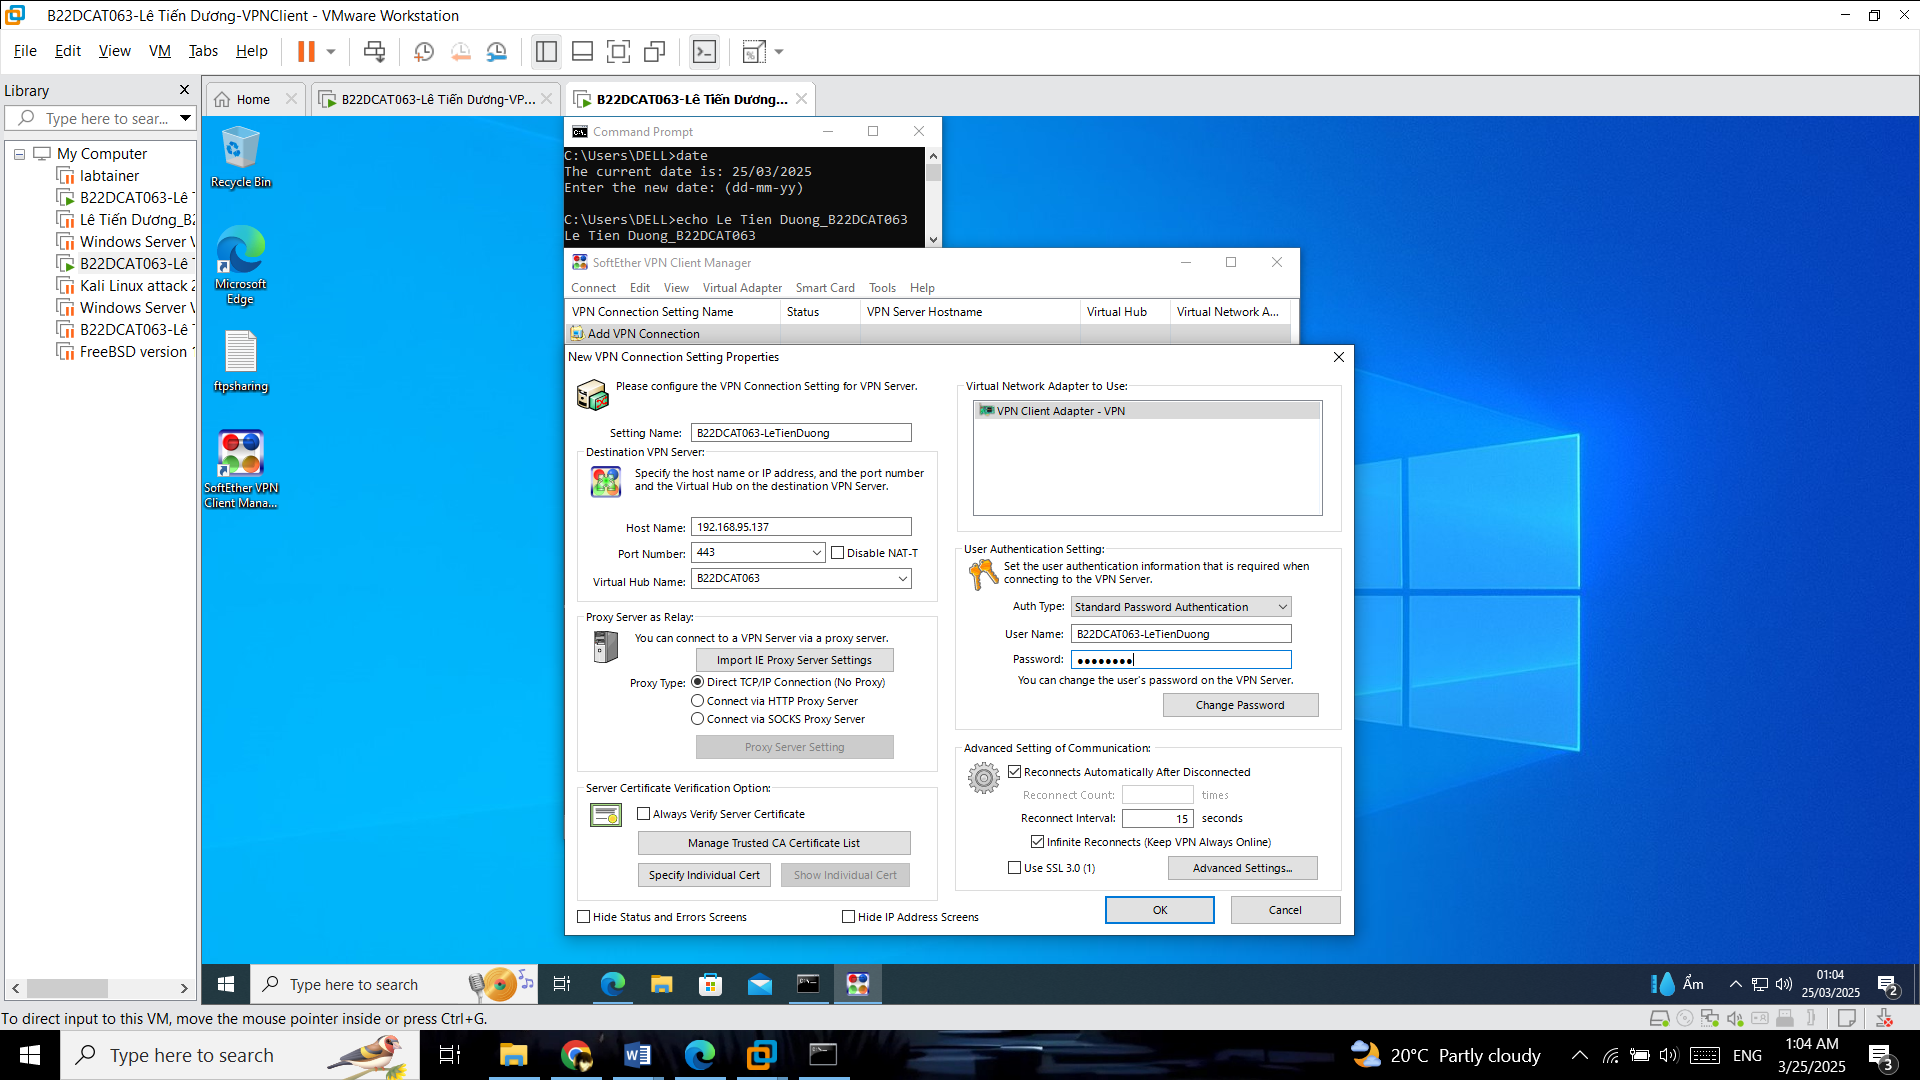 B22DCAT063-Lê Tiến Dương-VPNClient - VMware Workstation
File Edit View VM Tabs Help
Library
Type here to sear...
My Computer
labtainer
B22DCAT063-Lê
Lê Tiến Dương_B2
Windows Server V
B22DCAT063-Lê
Kali Linux attack 2
Windows Server V
B22DCAT063-Lê
FreeBSD version
Home
B22DCAT063-Lê Tiến Dương-VP...
B22DCAT063-Lê Tiến Dương...
Recycle Bin
Microsoft
Edge
ftpsharing
SoftEther VPN
Client Mana...
Command Prompt
C:\Users\DELL>date
The current date is: 25/03/2025
Enter the new date: (dd-mm-yy)
C:\Users\DELL>echo Le Tien Duong_B22DCAT063
Le Tien Duong_B22DCAT063
SoftEther VPN Client Manager
Connect Edit View Virtual Adapter Smart Card Tools Help
VPN Connection Setting Name Status VPN Server Hostname Virtual Hub Virtual Network A...
Add VPN Connection
New VPN Connection Setting Properties
Please configure the VPN Connection Setting for VPN Server.
Setting Name: B22DCAT063-LeTienDuong
Destination VPN Server:
Specify the host name or IP address, and the port number
and the Virtual Hub on the destination VPN Server.
Host Name: 192.168.95.137
Port Number: 443 Disable NAT-T
Virtual Hub Name: B22DCAT063
Proxy Server as Relay:
You can connect to a VPN Server via a proxy server.
Import IE Proxy Server Settings
Proxy Type: Direct TCP/IP Connection (No Proxy)
Connect via HTTP Proxy Server
Connect via SOCKS Proxy Server
Proxy Server Setting
Server Certificate Verification Option:
Always Verify Server Certificate
Manage Trusted CA Certificate List
Specify Individual Cert Show Individual Cert
Hide Status and Errors Screens Hide IP Address Screens
Virtual Network Adapter to Use:
VPN Client Adapter - VPN
User Authentication Setting:
Set the user authentication information that is required when
connecting to the VPN Server.
Auth Type: Standard Password Authentication
User Name: B22DCAT063-LeTienDuong
Password: ●●●●●●●●
You can change the user's password on the VPN Server.
Change Password
Advanced Setting of Communication:
Reconnects Automatically After Disconnected
Reconnect Count: times
Reconnect Interval: 15 seconds
Infinite Reconnects (Keep VPN Always Online)
Use SSL 3.0 (1) Advanced Settings...
OK Cancel
Type here to search
Ẩm
01:04
25/03/2025
2
To direct input to this VM, move the mouse pointer inside or press Ctrl+G.
Type here to search
20°C Partly cloudy
ENG
1:04 AM
3/25/2025
3